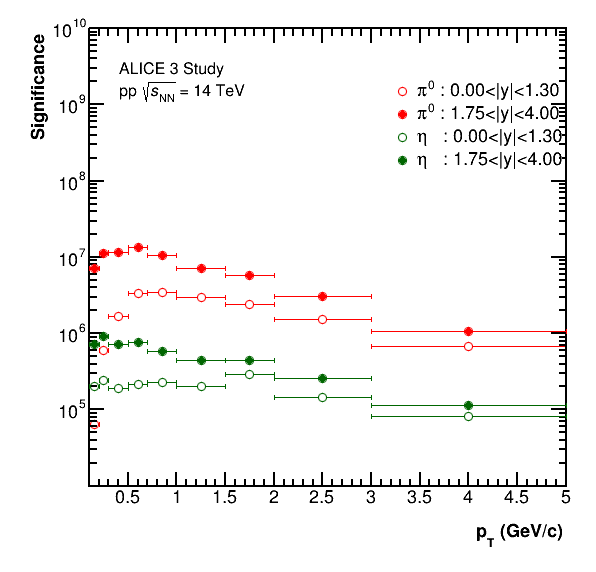 Significance
10^10
10^9
10^8
10^7
10^6
10^5
ALICE 3 Study
pp √s_NN = 14 TeV
π^0 : 0.00<|y|<1.30
π^0 : 1.75<|y|<4.00
η : 0.00<|y|<1.30
η : 1.75<|y|<4.00
0.5 1 1.5 2 2.5 3 3.5 4 4.5 5
p_T (GeV/c)